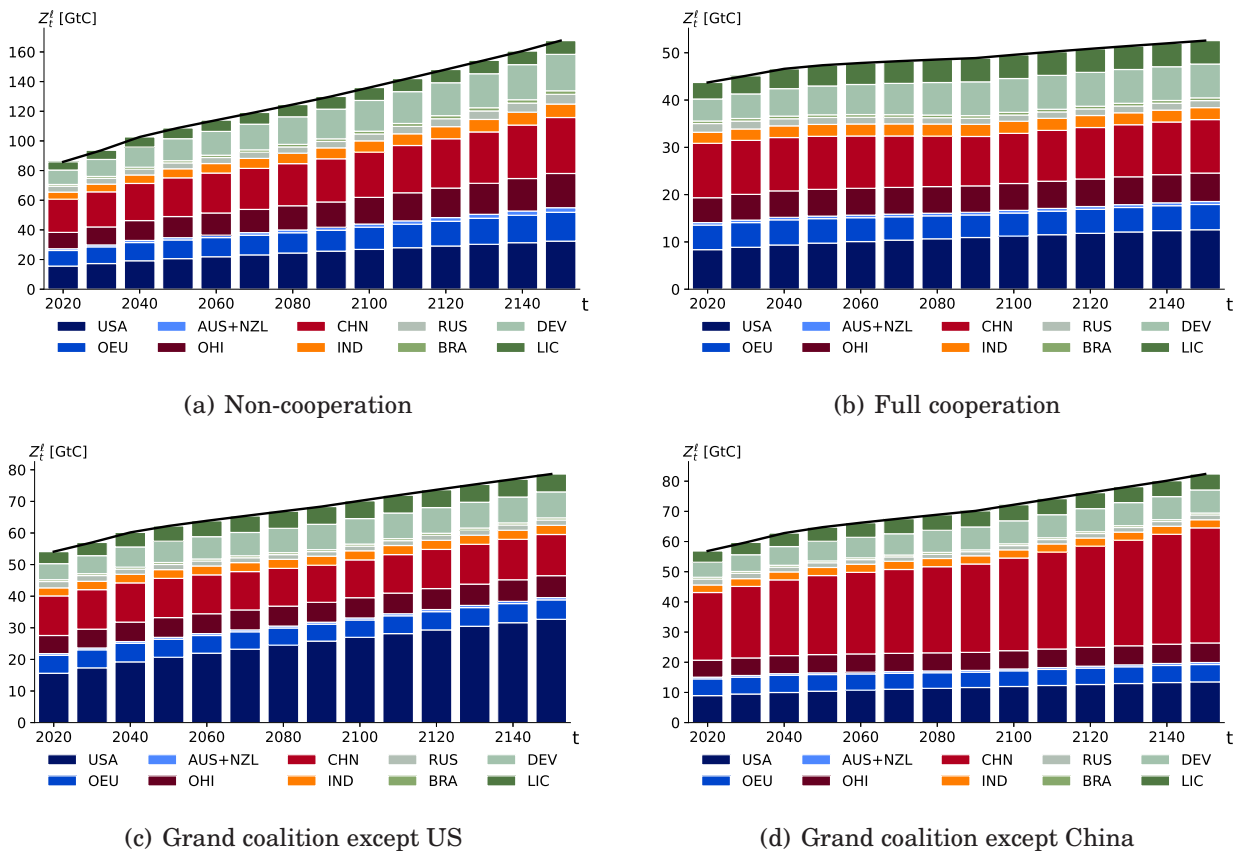 Z_t^ℓ [GtC]
160
140
120
100
80
60
40
20
0
2020 2040 2060 2080 2100 2120 2140 t
USA AUS+NZL CHN RUS DEV
OEU OHI IND BRA LIC
(a) Non-cooperation
Z_t^ℓ [GtC]
50
40
30
20
10
0
2020 2040 2060 2080 2100 2120 2140 t
USA AUS+NZL CHN RUS DEV
OEU OHI IND BRA LIC
(b) Full cooperation
Z_t^ℓ [GtC]
80
70
60
50
40
30
20
10
0
2020 2040 2060 2080 2100 2120 2140 t
USA AUS+NZL CHN RUS DEV
OEU OHI IND BRA LIC
(c) Grand coalition except US
Z_t^ℓ [GtC]
80
70
60
50
40
30
20
10
0
2020 2040 2060 2080 2100 2120 2140 t
USA AUS+NZL CHN RUS DEV
OEU OHI IND BRA LIC
(d) Grand coalition except China